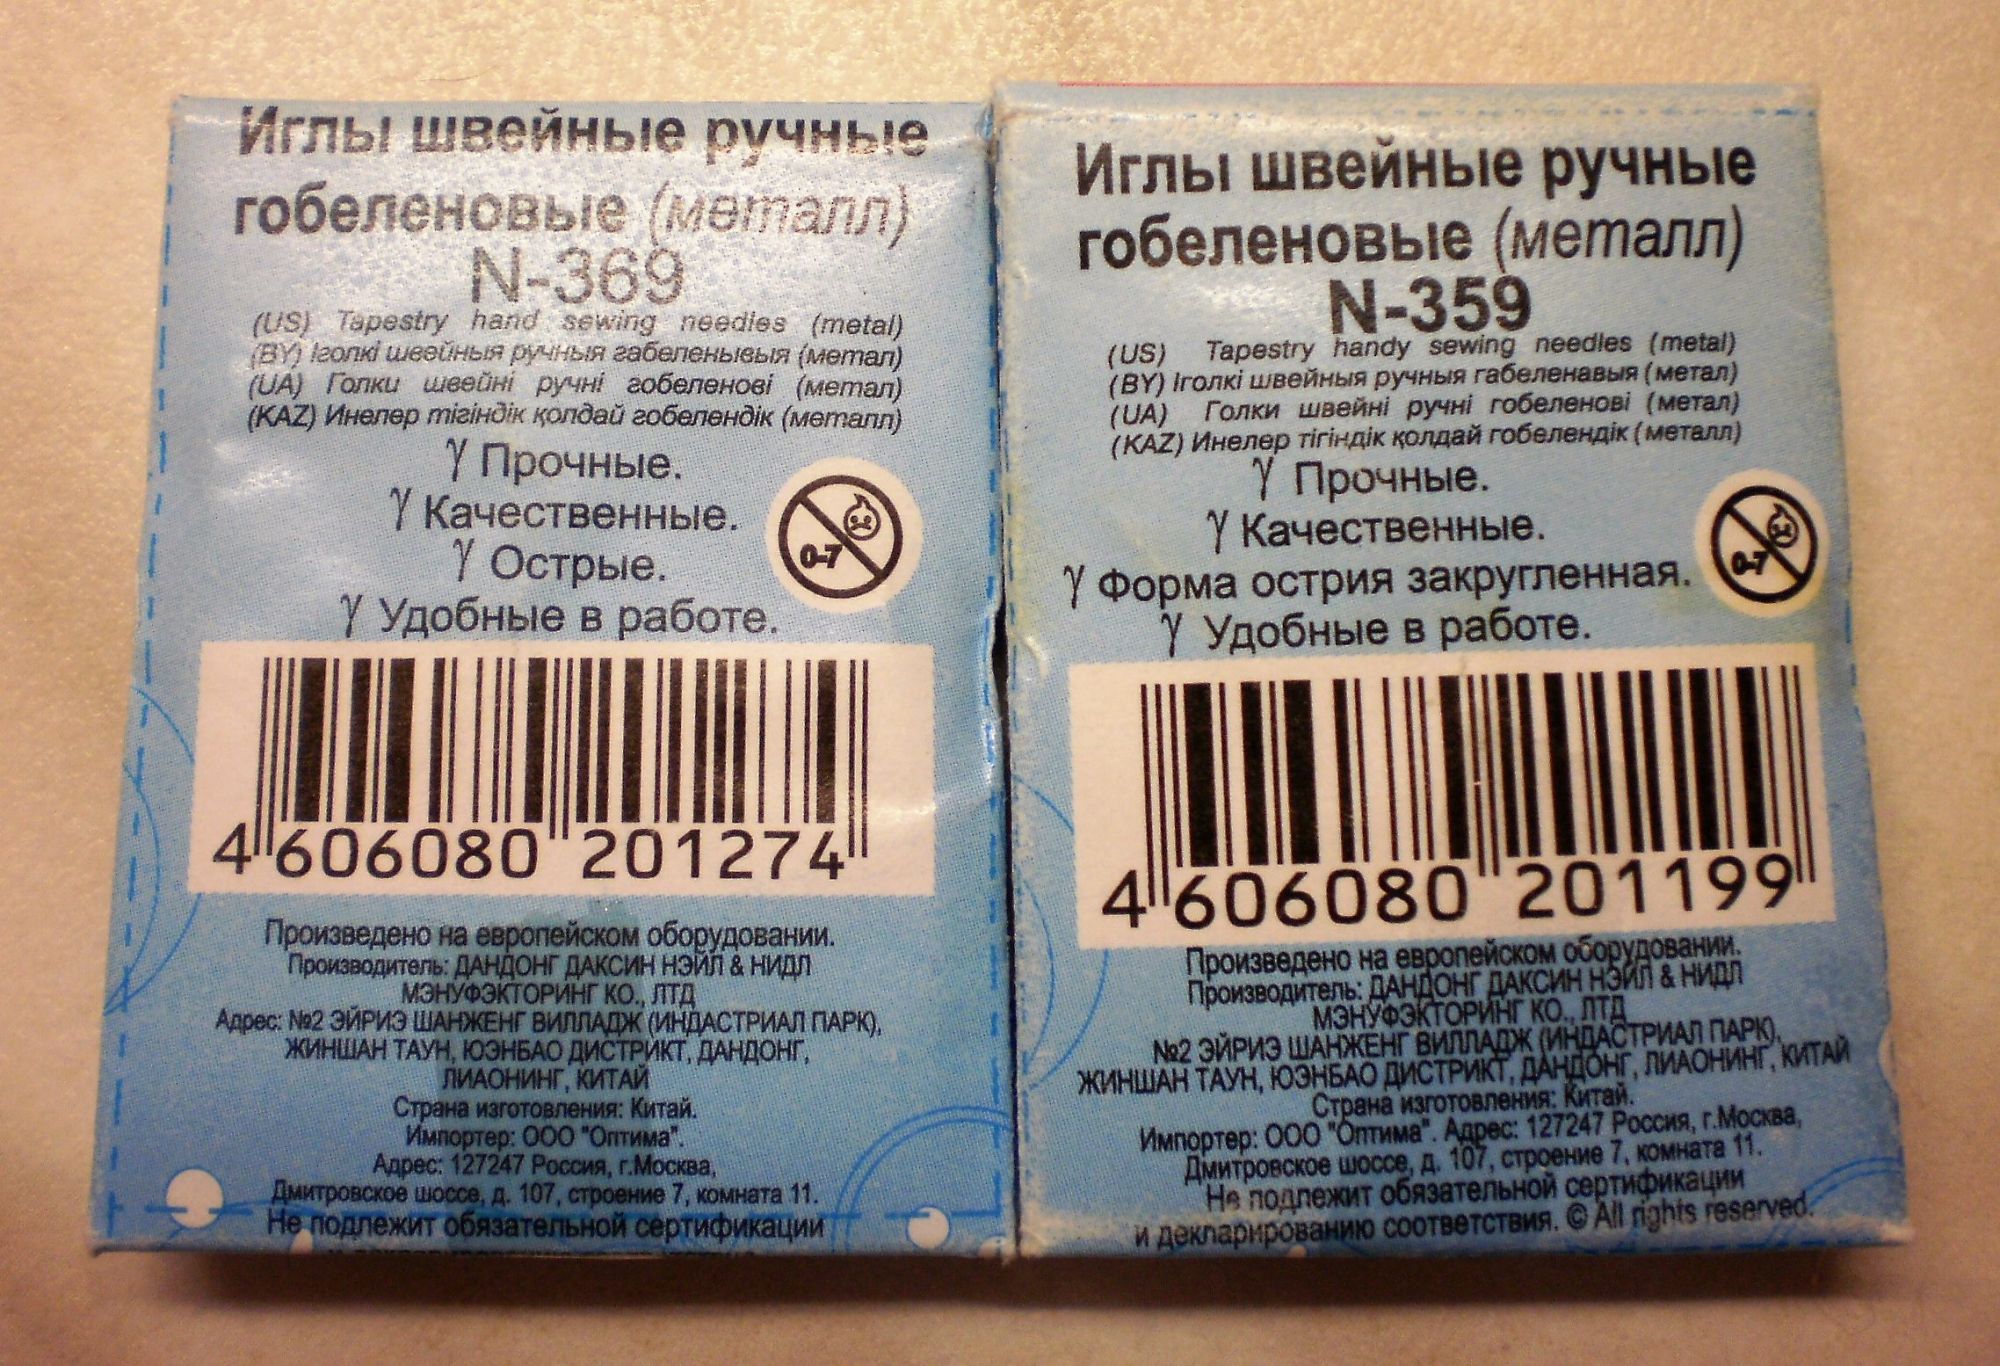 Иглы швейные ручные
гобеленовые (металл)
N-369
(US) Tapestry hand sewing needles (metal)
(BY) Іголкі швейныя ручныя габеленывыя (метал)
(UA) Голки швейні ручні гобеленові (метал)
(KAZ) Инелер тігіндік қолдай гобелендік (металл)
γ Прочные.
γ Качественные.
γ Острые.
γ Удобные в работе.
0-7
4 606080 201274
Произведено на европейском оборудовании.
Производитель: ДАНДОНГ ДАКСИН НЭЙЛ & НИДЛ
МЭНУФЭКТОРИНГ КО., ЛТД
Адрес: №2 ЭЙРИЭ ШАНЖЕНГ ВИЛЛАДЖ (ИНДАСТРИАЛ ПАРК),
ЖИНШАН ТАУН, ЮЭНБАО ДИСТРИКТ, ДАНДОНГ,
ЛИАОНИНГ, КИТАЙ
Страна изготовления: Китай.
Импортер: ООО "Оптима".
Адрес: 127247 Россия, г.Москва,
Дмитровское шоссе, д. 107, строение 7, комната 11.
Не подлежит обязательной сертификации
Иглы швейные ручные
гобеленовые (металл)
N-359
(US) Tapestry handy sewing needles (metal)
(BY) Іголкі швейныя ручныя габеленавыя (метал)
(UA) Голки швейні ручні гобеленові (метал)
(KAZ) Инелер тігіндік қолдай гобелендік (металл)
γ Прочные.
γ Качественные.
γ Форма острия закругленная.
γ Удобные в работе.
0-7
4 606080 201199
Произведено на европейском оборудовании.
Производитель: ДАНДОНГ ДАКСИН НЭЙЛ & НИДЛ
МЭНУФЭКТОРИНГ КО., ЛТД
№2 ЭЙРИЭ ШАНЖЕНГ ВИЛЛАДЖ (ИНДАСТРИАЛ ПАРК),
ЖИНШАН ТАУН, ЮЭНБАО ДИСТРИКТ, ДАНДОНГ, ЛИАОНИНГ, КИТАЙ
Страна изготовления: Китай.
Импортер: ООО "Оптима". Адрес: 127247 Россия, г.Москва,
Дмитровское шоссе, д. 107, строение 7, комната 11.
Не подлежит обязательной сертификации
и декларированию соответствия. © All rights reserved.